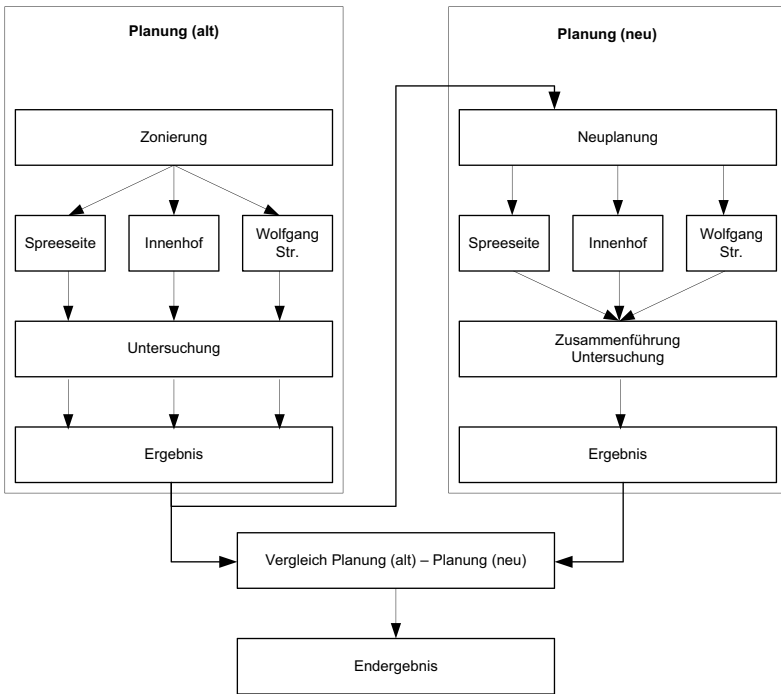 Planung (alt)
Zonierung
Spreeseite
Innenhof
Wolfgang
Str.
Untersuchung
Ergebnis
Planung (neu)
Neuplanung
Spreeseite
Innenhof
Wolfgang
Str.
Zusammenführung
Untersuchung
Ergebnis
Vergleich Planung (alt) – Planung (neu)
Endergebnis